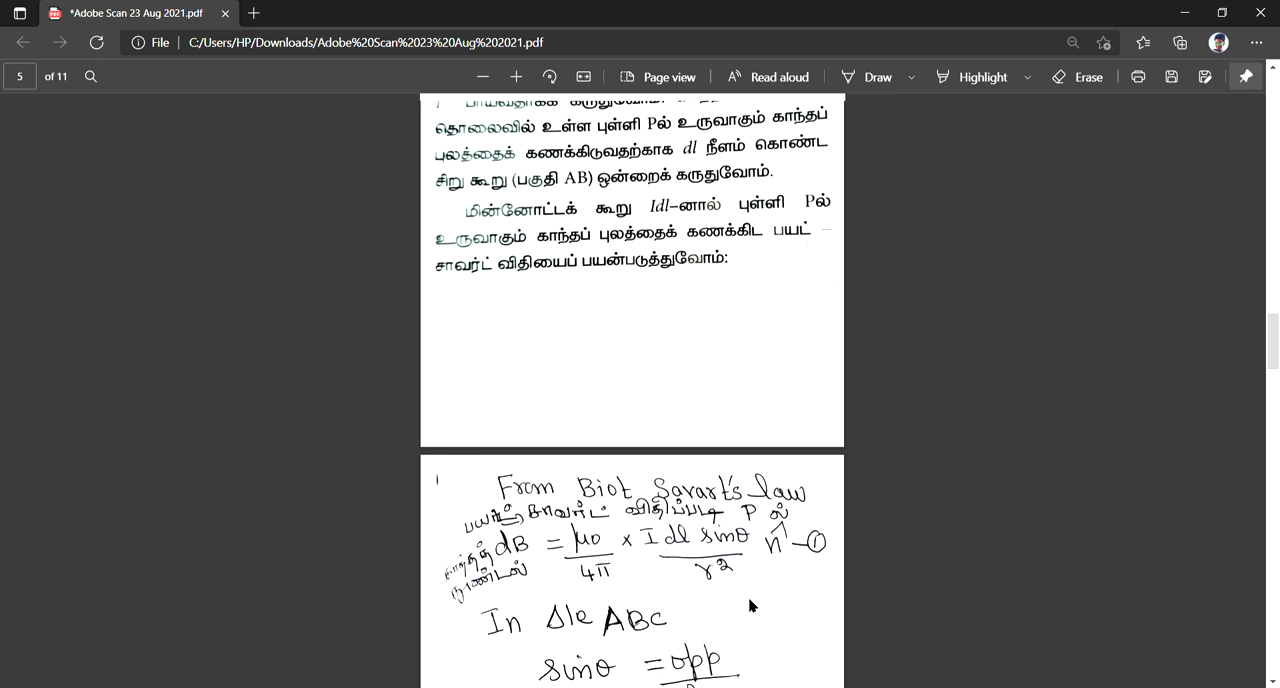 *Adobe Scan 23 Aug 2021.pdf
File | C:/Users/HP/Downloads/Adobe%20Scan%2023%20Aug%202021.pdf
5 of 11 Page view Read aloud Draw Highlight Erase
தொலைவில் உள்ள புள்ளி Pல் உருவாகும் காந்தப்
புலத்தைக் கணக்கிடுவதற்காக dl நீளம் கொண்ட
சிறு கூறு (பகுதி AB) ஒன்றைக் கருதுவோம்.
மின்னோட்டக் கூறு Idl–னால் புள்ளி Pல்
உருவாகும் காந்தப் புலத்தைக் கணக்கிட பயட் –
சாவர்ட் விதியைப் பயன்படுத்துவோம்:
From Biot Savart's law
சாவர்ட் விதிப்படி P ல்
dB = μ0/4π × I dl sinθ/r2 n̂ –①
In Δle ABC
sinθ = opp